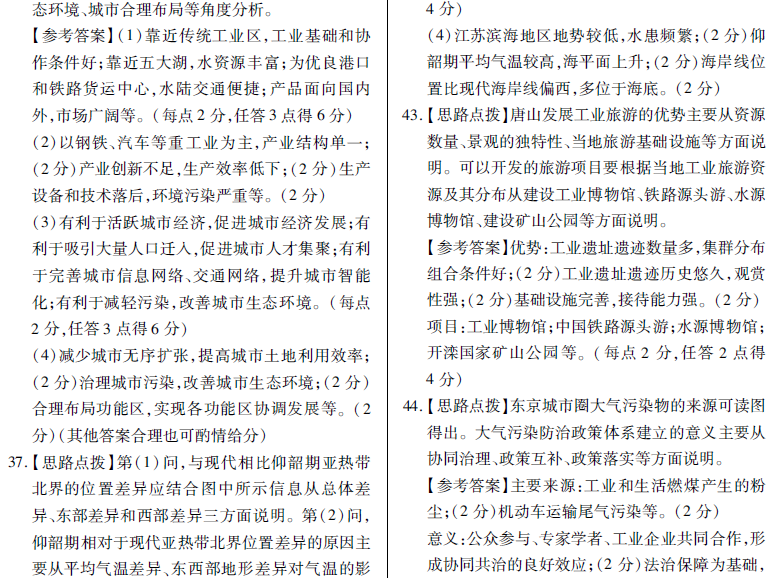 态环境、城市合理布局等角度分析。
【参考答案】(1)靠近传统工业区,工业基础和协
作条件好;靠近五大湖,水资源丰富;为优良港口
和铁路货运中心,水陆交通便捷;产品面向国内
外,市场广阔等。(每点2分,任答3点得6分)
(2)以钢铁、汽车等重工业为主,产业结构单一;
(2分)产业创新不足,生产效率低下;(2分)生产
设备和技术落后,环境污染严重等。(2分)
(3)有利于活跃城市经济,促进城市经济发展;有
利于吸引大量人口迁入,促进城市人才集聚;有利
于完善城市信息网络、交通网络,提升城市智能
化;有利于减轻污染,改善城市生态环境。(每点
2分,任答3点得6分)
(4)减少城市无序扩张,提高城市土地利用效率;
(2分)治理城市污染,改善城市生态环境;(2分)
合理布局功能区,实现各功能区协调发展等。(2
分)(其他答案合理也可酌情给分)
37.【思路点拨】第(1)问,与现代相比仰韶期亚热带
北界的位置差异应结合图中所示信息从总体差
异、东部差异和西部差异三方面说明。第(2)问,
仰韶期相对于现代亚热带北界位置差异的原因主
要从平均气温差异、东西部地形差异对气温的影
4分)
(4)江苏滨海地区地势较低,水患频繁;(2分)仰
韶期平均气温较高,海平面上升;(2分)海岸线位
置比现代海岸线偏西,多位于海底。(2分)
43.【思路点拨】唐山发展工业旅游的优势主要从资源
数量、景观的独特性、当地旅游基础设施等方面说
明。可以开发的旅游项目要根据当地工业旅游资
源及其分布从建设工业博物馆、铁路源头游、水源
博物馆、建设矿山公园等方面说明。
【参考答案】优势:工业遗址遗迹数量多,集群分布
组合条件好;(2分)工业遗址遗迹历史悠久,观赏
性强;(2分)基础设施完善,接待能力强。(2分)
项目:工业博物馆;中国铁路源头游;水源博物馆;
开滦国家矿山公园等。(每点2分,任答2点得
4分)
44.【思路点拨】东京城市圈大气污染物的来源可读图
得出。大气污染防治政策体系建立的意义主要从
协同治理、政策互补、政策落实等方面说明。
【参考答案】主要来源:工业和生活燃煤产生的粉
尘;(2分)机动车运输尾气污染等。(2分)
意义:公众参与、专家学者、工业企业共同合作,形
成协同共治的良好效应;(2分)法治保障为基础,